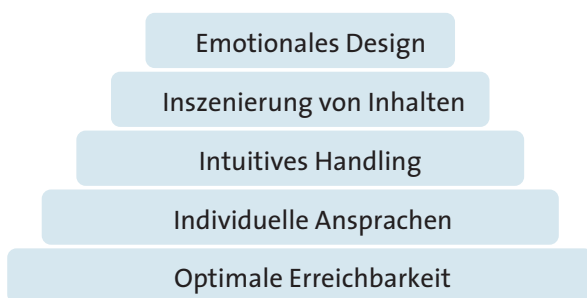 Emotionales Design
Inszenierung von Inhalten
Intuitives Handling
Individuelle Ansprachen
Optimale Erreichbarkeit